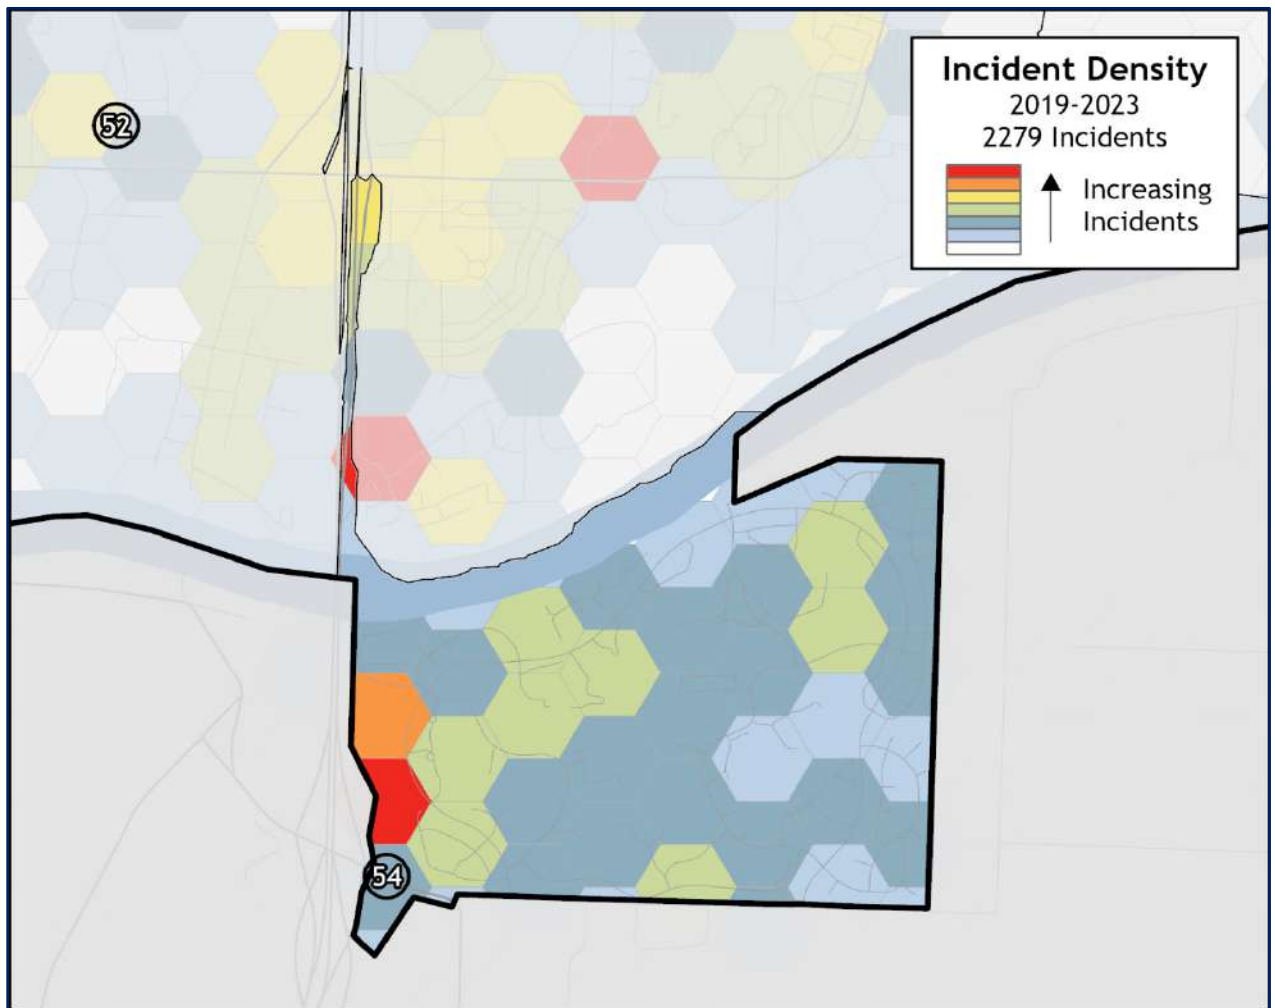 Incident Density
2019-2023
2279 Incidents
Increasing
Incidents
52
54